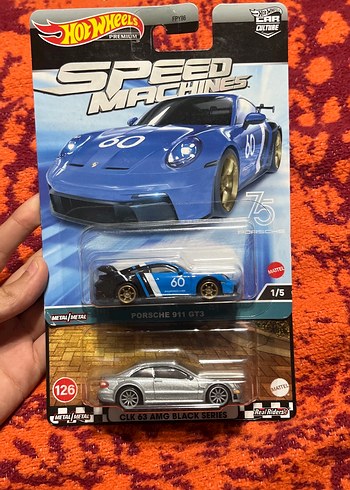 Hot Wheels
PREMIUM
FPY86
CAR
CULTURE
SPEED
MACHINES
60
75
PORSCHE
60
MATTEL
METAL/METAL
1/5
PORSCHE 911 GT3
126
MATTEL
METAL/METAL
Real Riders
CLK 63 AMG BLACK SERIES